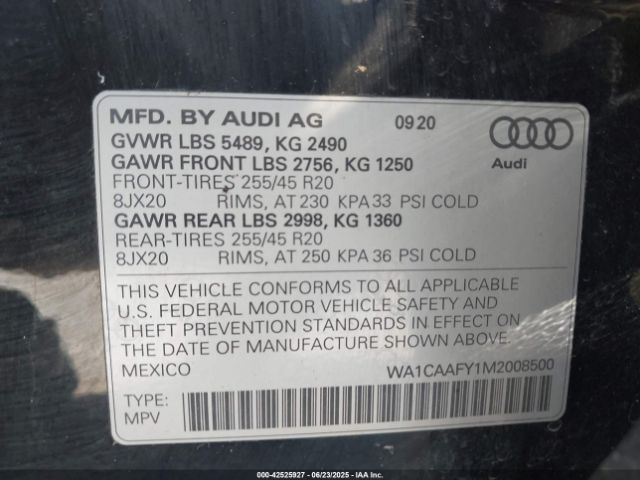 MFD. BY AUDI AG 09 20
GVWR LBS 5489, KG 2490
GAWR FRONT LBS 2756, KG 1250
FRONT-TIRES 255/45 R20
8JX20 RIMS, AT 230 KPA 33 PSI COLD
GAWR REAR LBS 2998, KG 1360
REAR-TIRES 255/45 R20
8JX20 RIMS, AT 250 KPA 36 PSI COLD
Audi
THIS VEHICLE CONFORMS TO ALL APPLICABLE
U.S. FEDERAL MOTOR VEHICLE SAFETY AND
THEFT PREVENTION STANDARDS IN EFFECT ON
THE DATE OF MANUFACTURE SHOWN ABOVE.
MEXICO WA1CAAFY1M2008500
TYPE:
MPV
000-42525927 - 06/23/2025 - IAAI.com